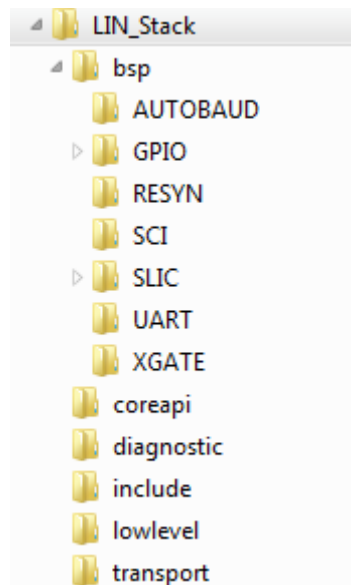 LIN_Stack
bsp
AUTOBAUD
GPIO
RESYN
SCI
SLIC
UART
XGATE
coreapi
diagnostic
include
lowlevel
transport